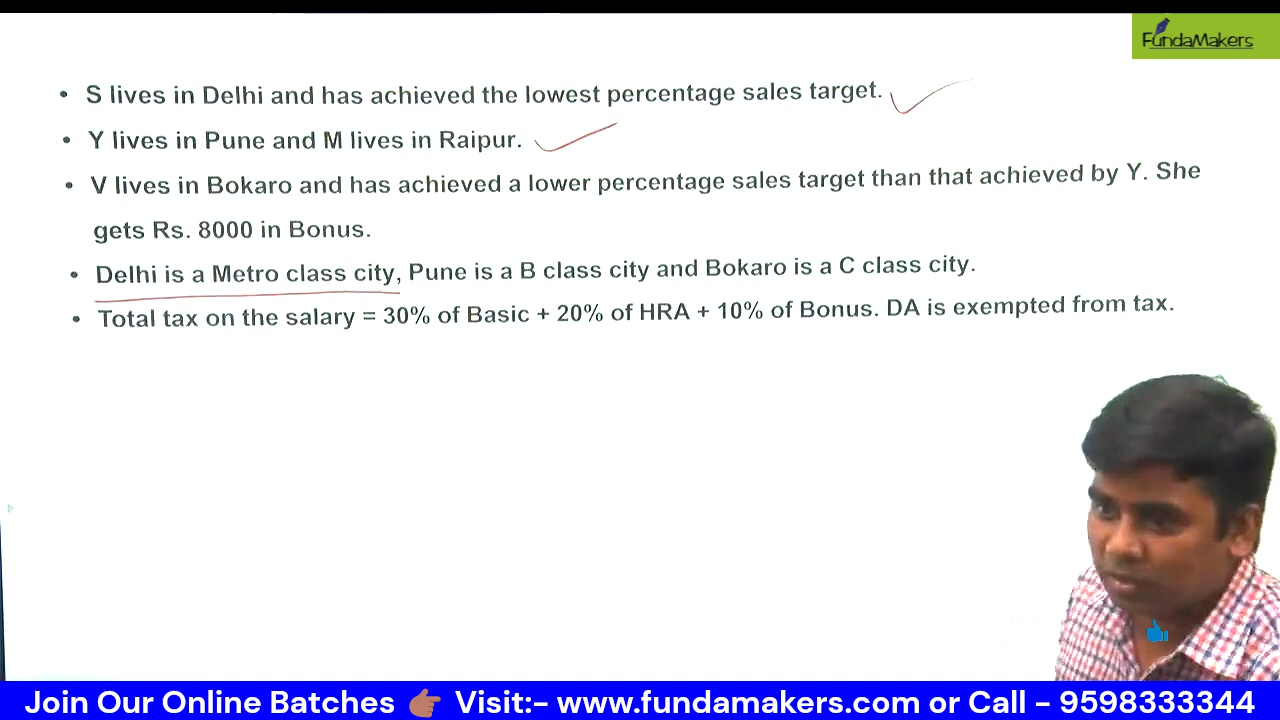 FundaMakers
• S lives in Delhi and has achieved the lowest percentage sales target.
• Y lives in Pune and M lives in Raipur.
• V lives in Bokaro and has achieved a lower percentage sales target than that achieved by Y. She
gets Rs. 8000 in Bonus.
• Delhi is a Metro class city, Pune is a B class city and Bokaro is a C class city.
• Total tax on the salary = 30% of Basic + 20% of HRA + 10% of Bonus. DA is exempted from tax.
Join Our Online Batches 👉🏽 Visit:- www.fundamakers.com or Call - 9598333344